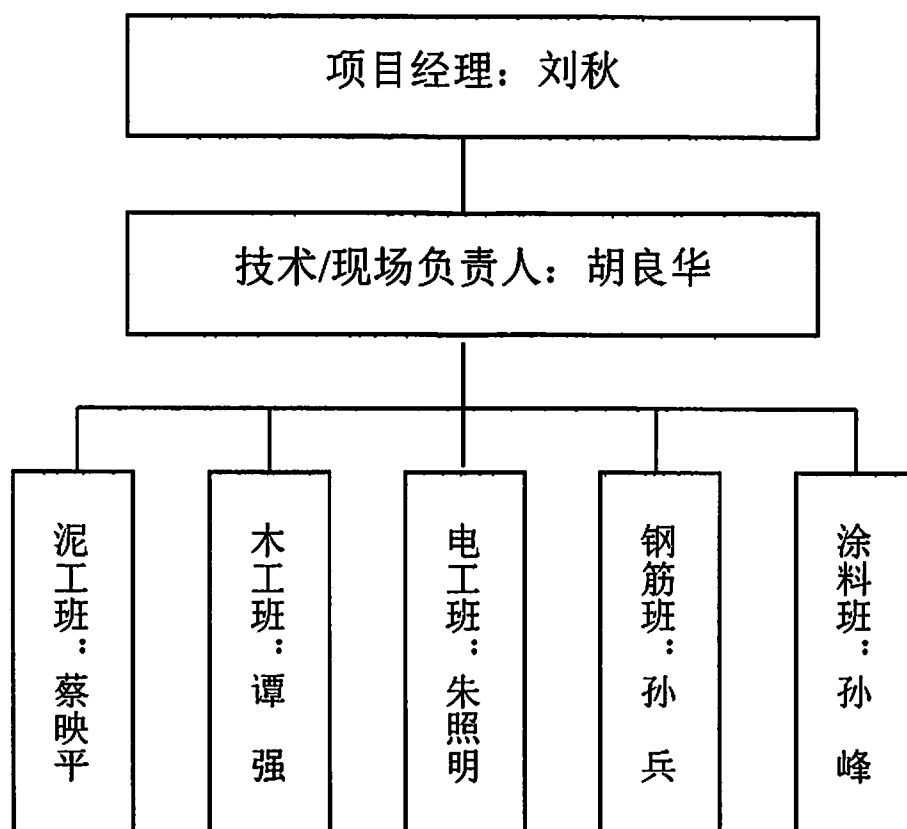 项目经理：刘秋
技术/现场负责人：胡良华
泥工班：蔡映平
木工班：谭强
电工班：朱照明
钢筋班：孙兵
涂料班：孙峰